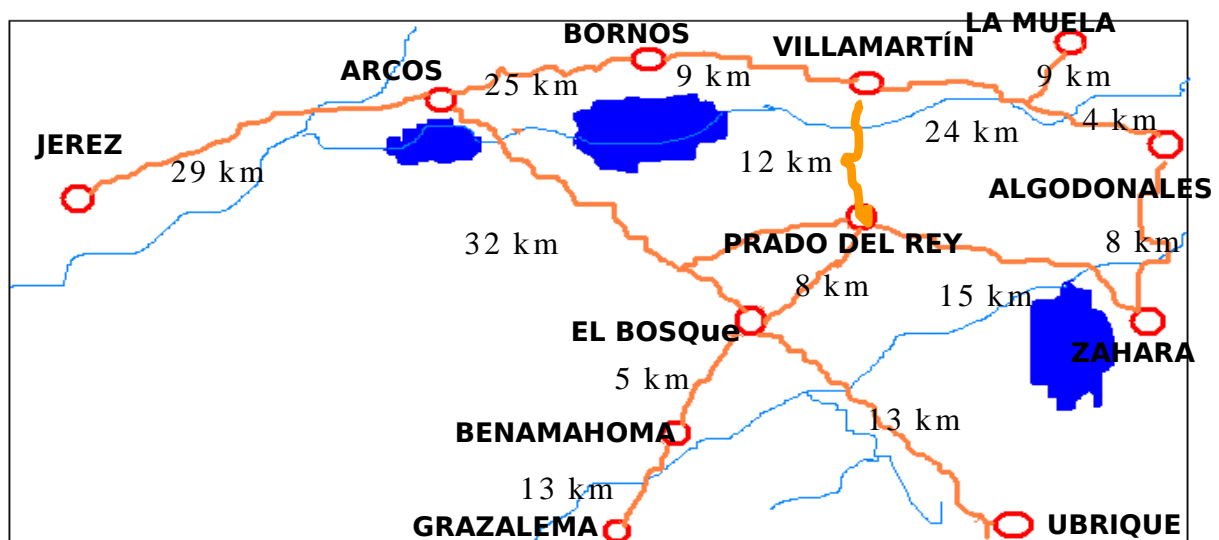 LA MUELA
BORNOS
VILLAMARTÍN
ARCOS
25 km
9 km
9 km
JEREZ
29 km
12 km
24 km
4 km
ALGODONALES
32 km
PRADO DEL REY
8 km
8 km
15 km
EL BOSQue
ZAHARA
5 km
BENAMAHOMA
13 km
13 km
GRAZALEMA
UBRIQUE